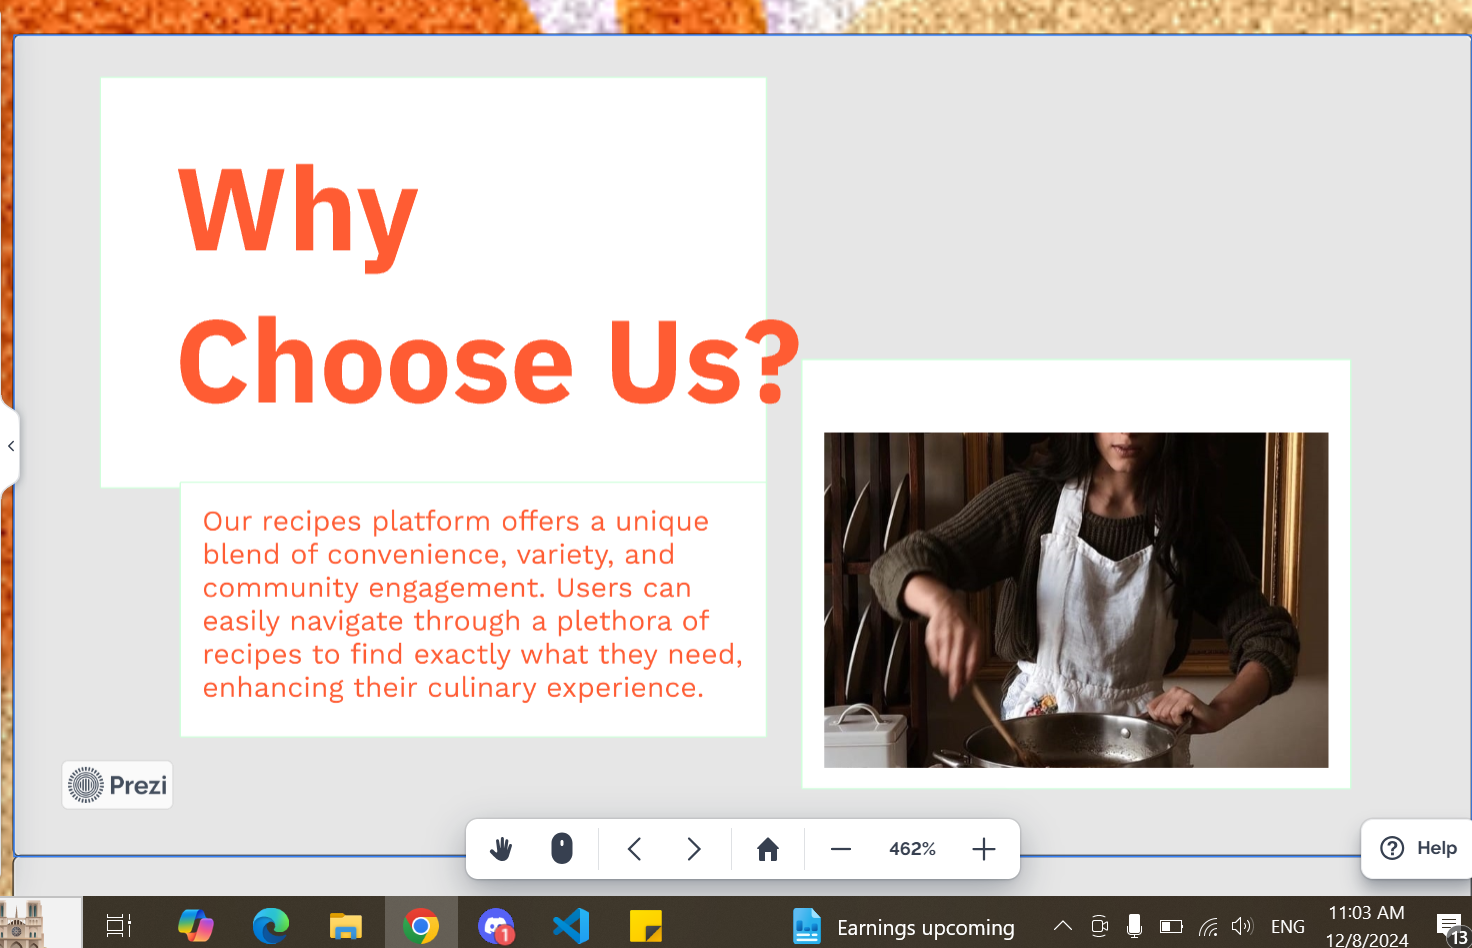 Why
Choose Us?
Our recipes platform offers a unique
blend of convenience, variety, and
community engagement. Users can
easily navigate through a plethora of
recipes to find exactly what they need,
enhancing their culinary experience.
Prezi
462%
Help
1
Earnings upcoming
ENG
11:03 AM
12/8/2024
13